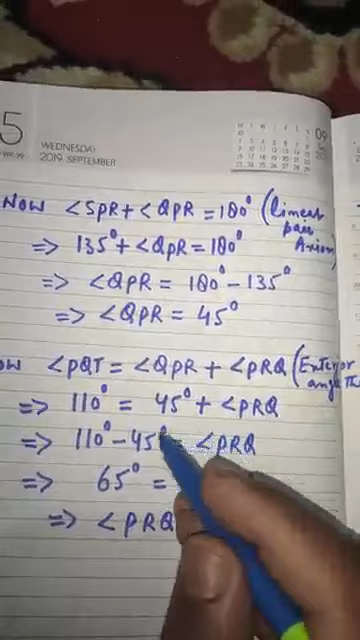 5
WEDNESDAY
2019 SEPTEMBER
09
Now <SPR + <QPR = 180° (linear pair Axiom)
=> 135° + <QPR = 180°
=> <QPR = 180° - 135°
=> <QPR = 45°
ow <PQT = <QPR + <PRQ (Exterior angle Th
=> 110° = 45° + <PRQ
=> 110° - 45° = <PRQ
=> 65° =
=> <PRQ